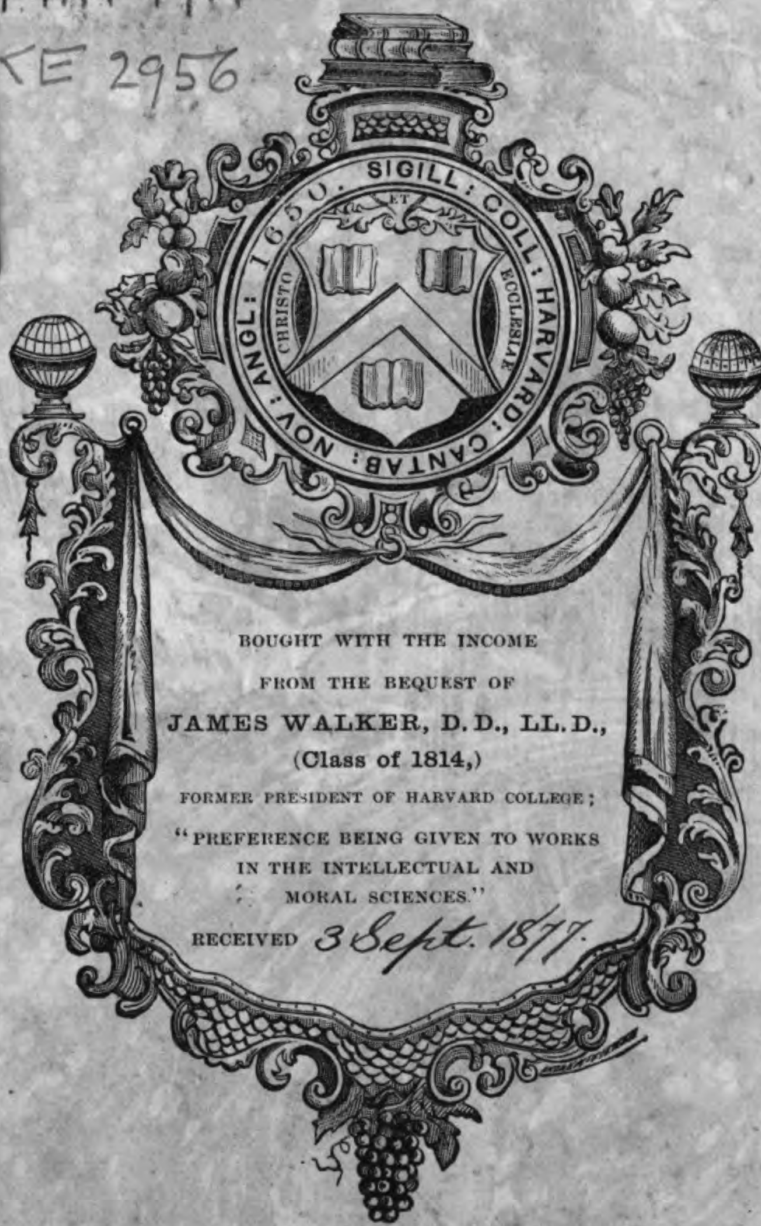 KE 2956
SIGILL: COLL: HARVARD: CANTAB: NOV: ANGL: 1650.
ET
CHRISTO
ECCLESIAE
BOUGHT WITH THE INCOME
FROM THE BEQUEST OF
JAMES WALKER, D.D., LL.D.,
(Class of 1814,)
FORMER PRESIDENT OF HARVARD COLLEGE;
"PREFERENCE BEING GIVEN TO WORKS
IN THE INTELLECTUAL AND
MORAL SCIENCES."
RECEIVED 3 Sept. 1877.